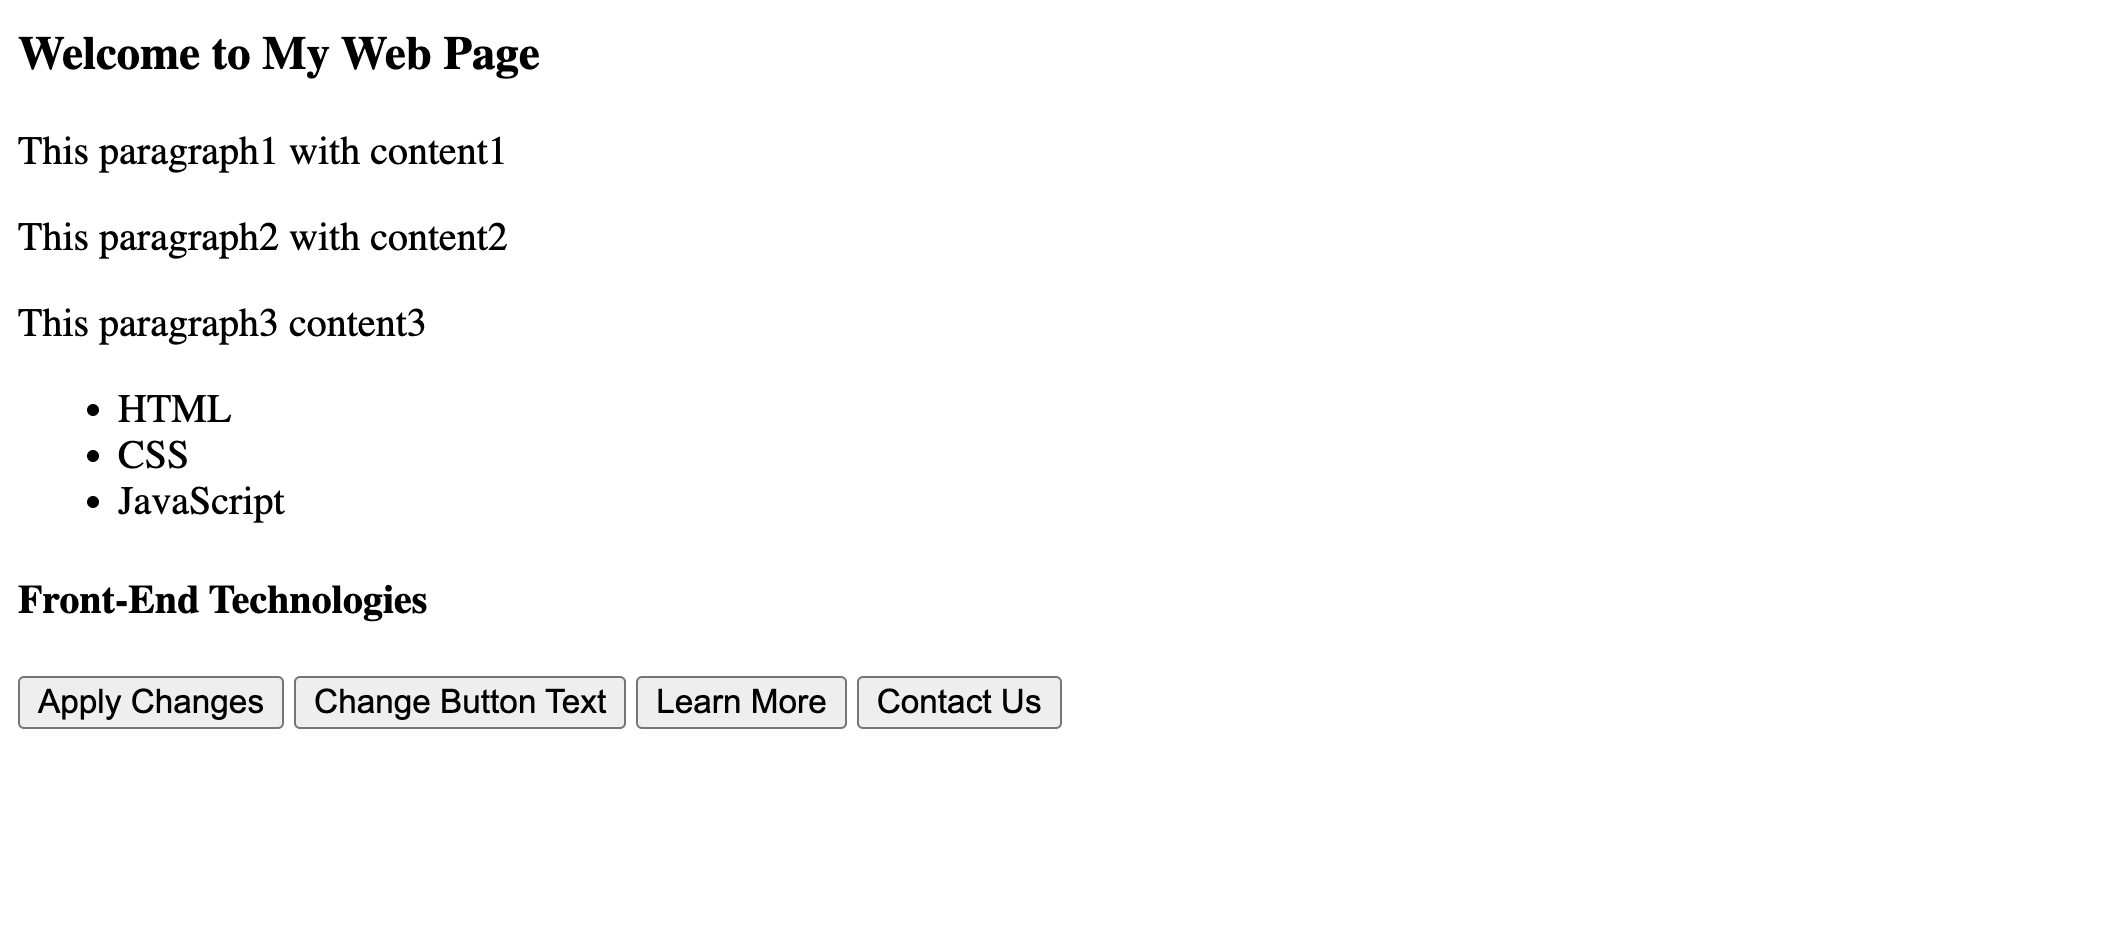 Welcome to My Web Page
This paragraph1 with content1
This paragraph2 with content2
This paragraph3 content3
• HTML
• CSS
• JavaScript
Front-End Technologies
Apply Changes Change Button Text Learn More Contact Us